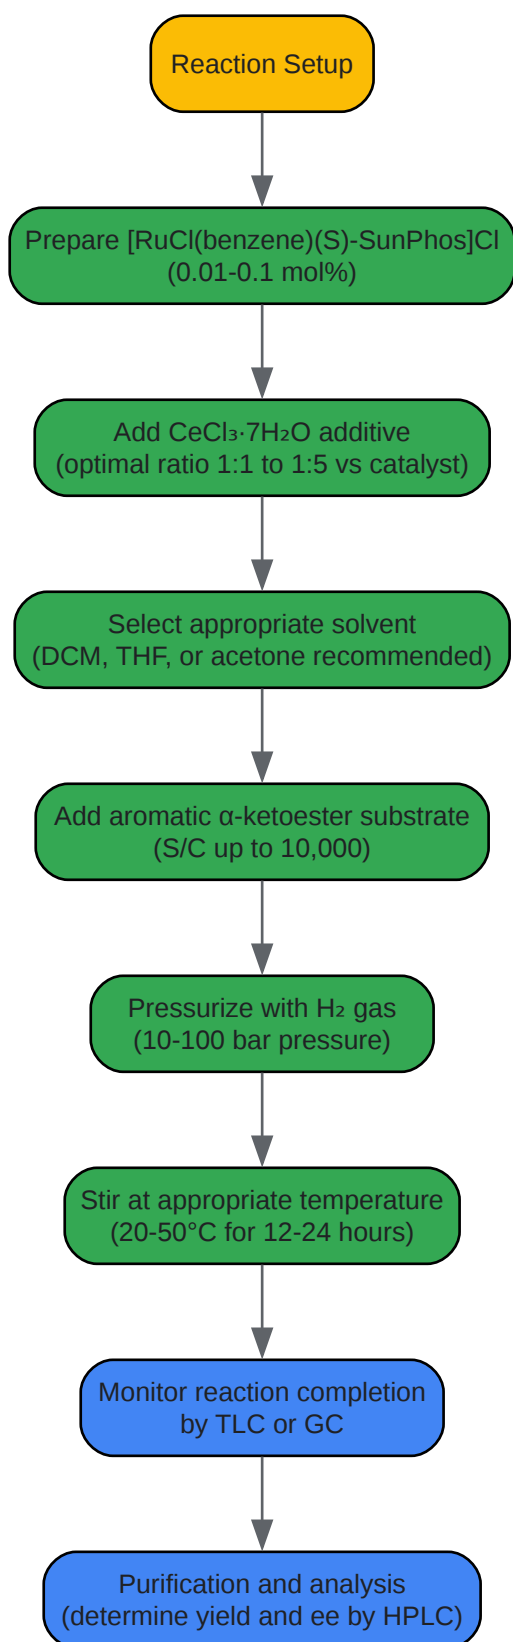 Reaction Setup
Prepare [RuCl(benzene)(S)-SunPhos]Cl
(0.01-0.1 mol%)
Add CeCl₃·7H₂O additive
(optimal ratio 1:1 to 1:5 vs catalyst)
Select appropriate solvent
(DCM, THF, or acetone recommended)
Add aromatic α-ketoester substrate
(S/C up to 10,000)
Pressurize with H₂ gas
(10-100 bar pressure)
Stir at appropriate temperature
(20-50°C for 12-24 hours)
Monitor reaction completion
by TLC or GC
Purification and analysis
(determine yield and ee by HPLC)